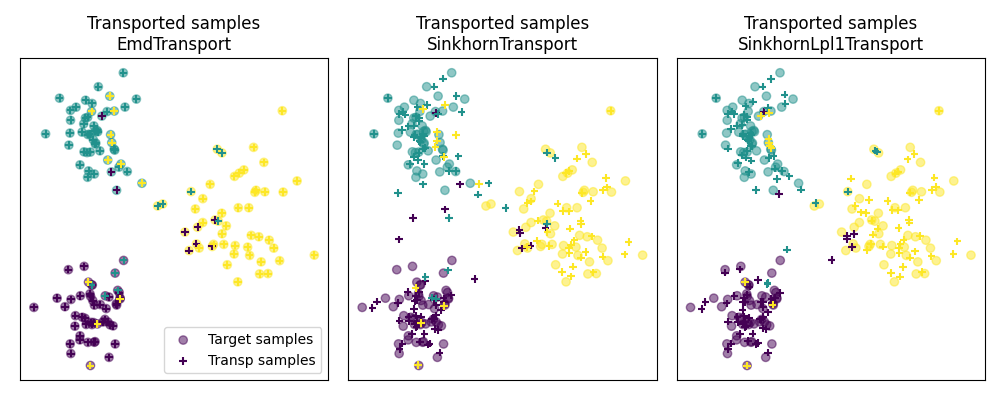 Transported samples
EmdTransport
Transported samples
SinkhornTransport
Transported samples
SinkhornLpl1Transport
Target samples
Transp samples